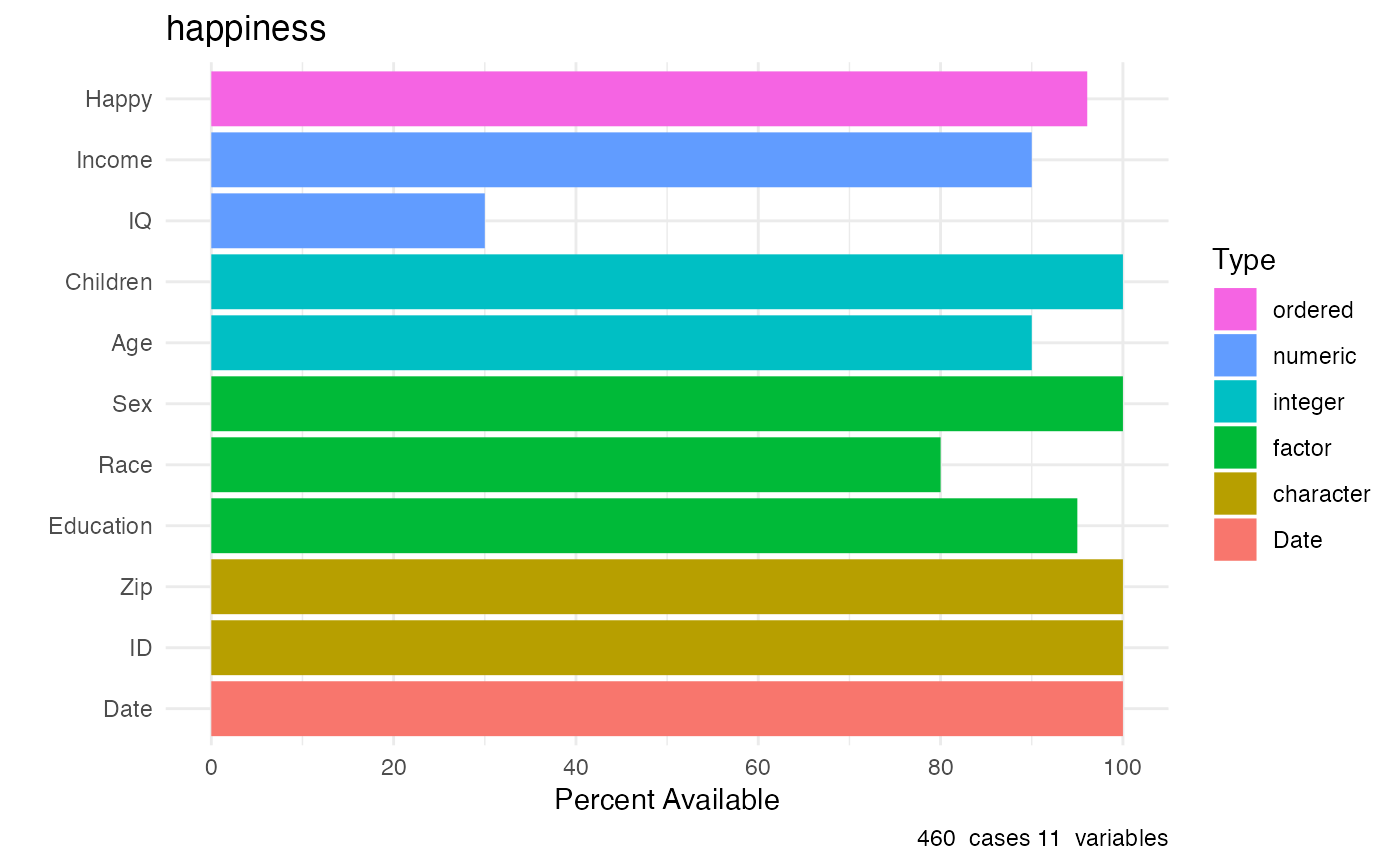 happiness
Happy
Income
IQ
Children
Age
Sex
Race
Education
Zip
ID
Date
0 20 40 60 80 100
Percent Available
460  cases 11  variables
Type
ordered
numeric
integer
factor
character
Date